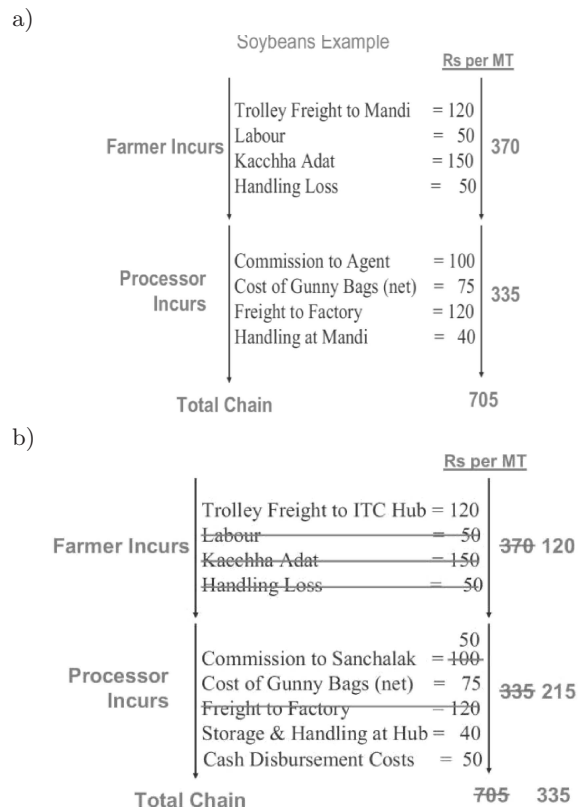 a)
Soybeans Example
Rs per MT
Trolley Freight to Mandi = 120
Labour = 50
Kacchha Adat = 150
Handling Loss = 50
Farmer Incurs
370
Commission to Agent = 100
Cost of Gunny Bags (net) = 75
Freight to Factory = 120
Handling at Mandi = 40
Processor
Incurs
335
Total Chain 705
b)
Rs per MT
Trolley Freight to ITC Hub = 120
Labour = 50
Kacchha Adat = 150
Handling Loss = 50
Farmer Incurs
370 120
50
Commission to Sanchalak = 100
Cost of Gunny Bags (net) = 75
Freight to Factory = 120
Storage & Handling at Hub = 40
Cash Disbursement Costs = 50
Processor
Incurs
335 215
Total Chain 705 335